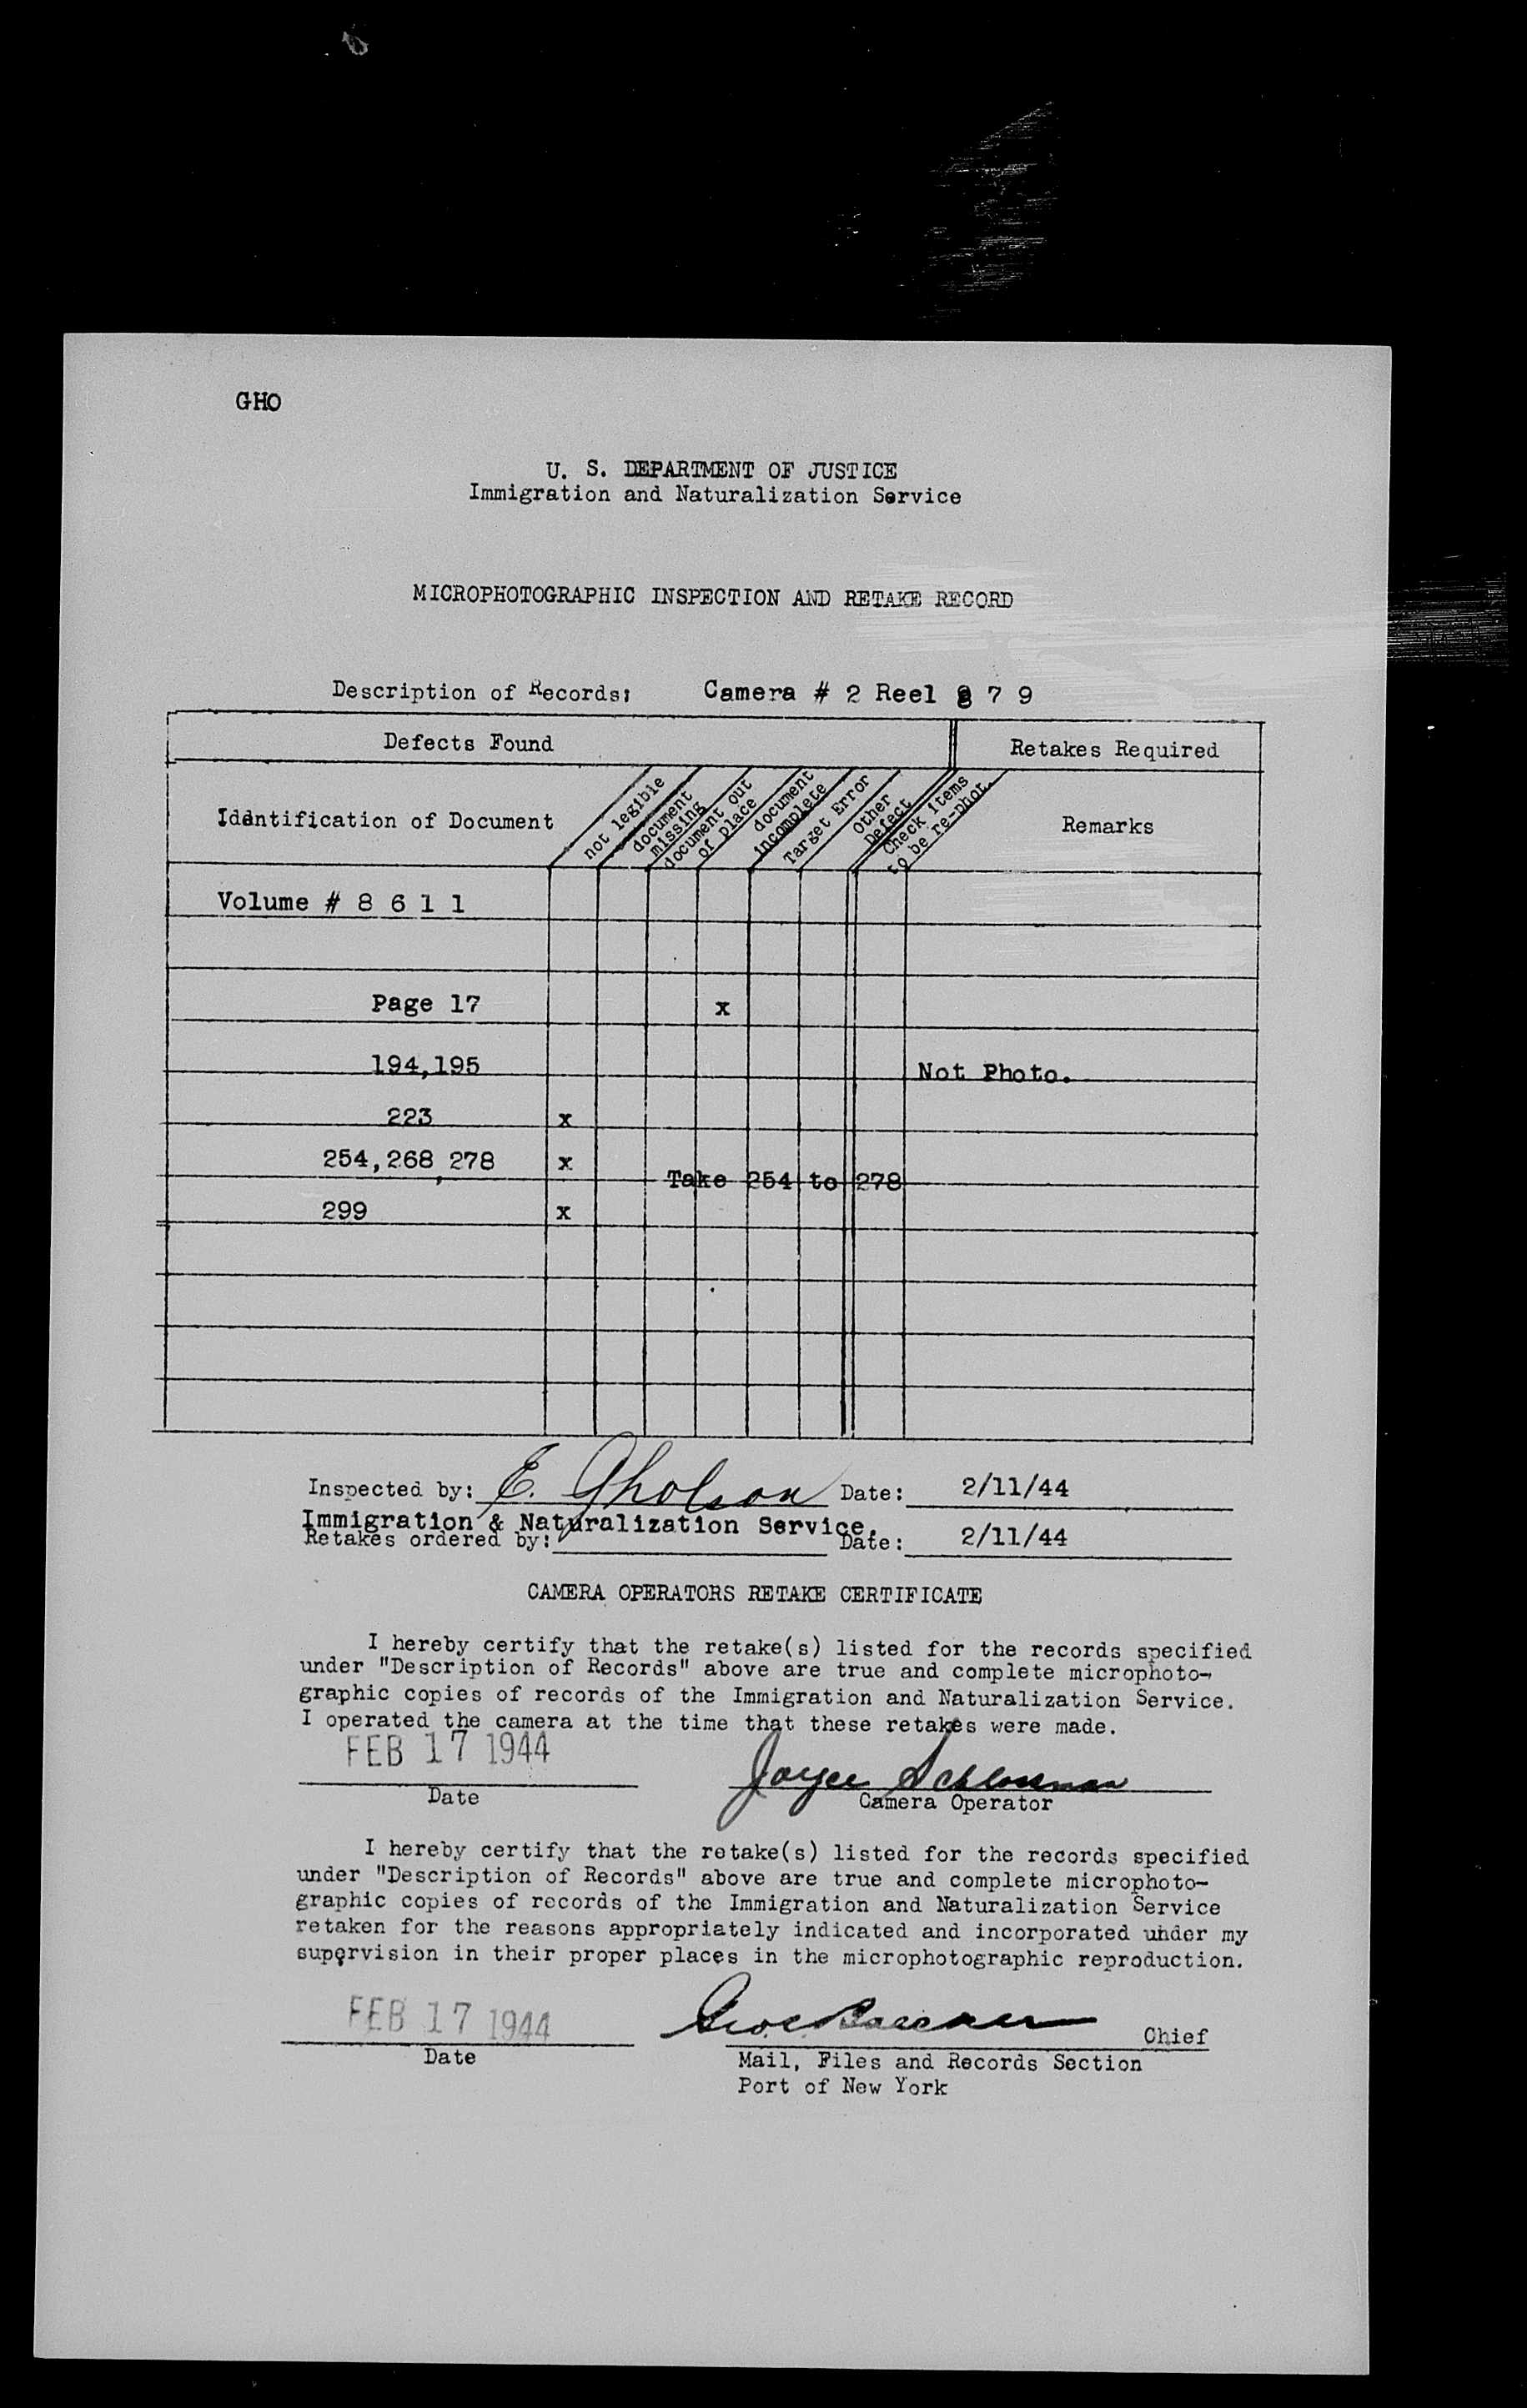 GHO
U. S. DEPARTMENT OF JUSTICE
Immigration and Naturalization Service
MICROPHOTOGRAPHIC INSPECTION AND RETAKE RECORD
Description of Records: Camera # 2 Reel 8 7 9
Defects Found Retakes Required
Idantification of Document not legible document missing document out of place document incomplete Target Error Other Defect Check items to be re-phot. Remarks
Volume # 8 6 1 1
Page 17 x
194,195 Not Photo.
223 x
254,268,278 x Take 254 to 278
299 x
Inspected by: E. Gholson Date: 2/11/44
Immigration & Naturalization Service.
Retakes ordered by: Date: 2/11/44
CAMERA OPERATORS RETAKE CERTIFICATE
I hereby certify that the retake(s) listed for the records specified
under "Description of Records" above are true and complete microphoto-
graphic copies of records of the Immigration and Naturalization Service.
I operated the camera at the time that these retakes were made.
FEB 17 1944 Joyce Schlossman
Date Camera Operator
I hereby certify that the retake(s) listed for the records specified
under "Description of Records" above are true and complete microphoto-
graphic copies of records of the Immigration and Naturalization Service
retaken for the reasons appropriately indicated and incorporated under my
supervision in their proper places in the microphotographic reproduction.
FEB 17 1944 Chief
Date Mail, Files and Records Section
Port of New York